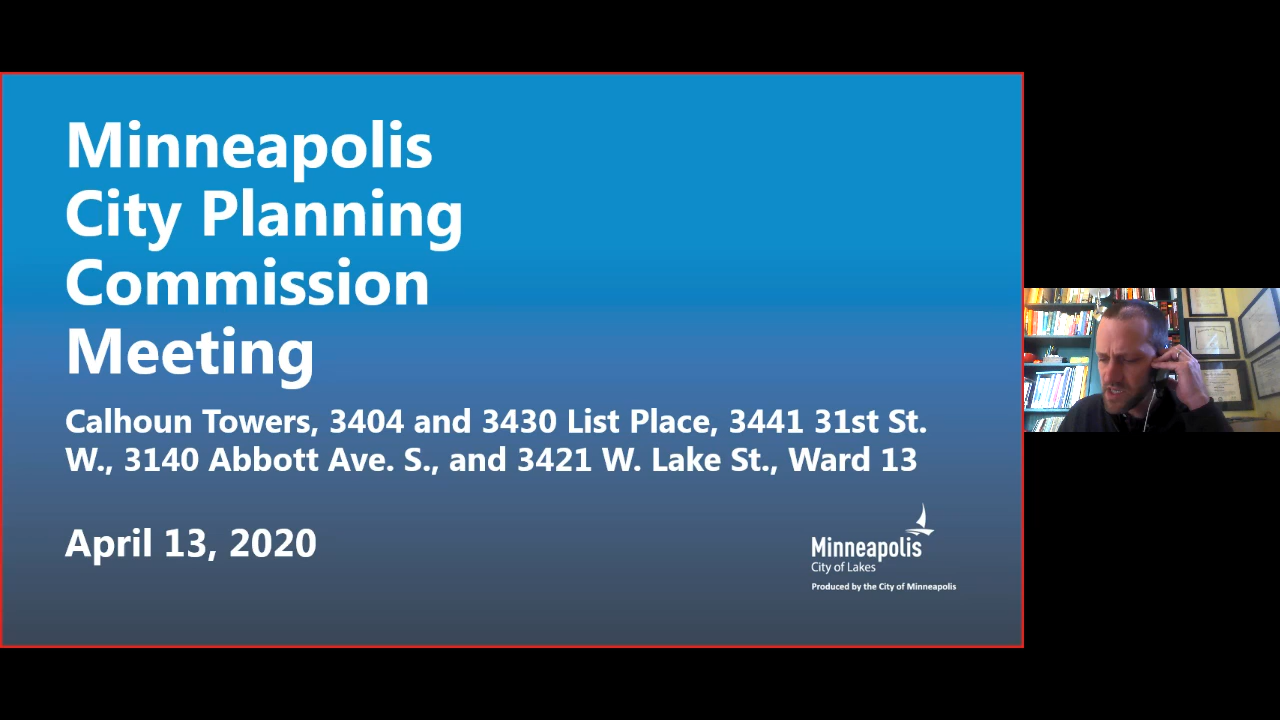 Minneapolis
City Planning
Commission
Meeting
Calhoun Towers, 3404 and 3430 List Place, 3441 31st St.
W., 3140 Abbott Ave. S., and 3421 W. Lake St., Ward 13
April 13, 2020
Minneapolis
City of Lakes
Produced by the City of Minneapolis